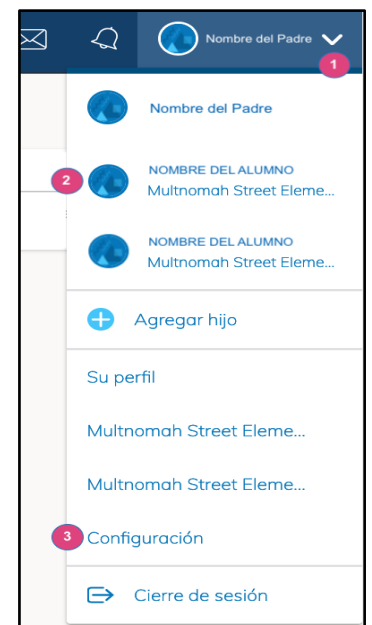 Nombre del Padre
1
Nombre del Padre
2
NOMBRE DEL ALUMNO
Multnomah Street Eleme...
NOMBRE DEL ALUMNO
Multnomah Street Eleme...
Agregar hijo
Su perfil
Multnomah Street Eleme...
Multnomah Street Eleme...
3 Configuración
Cierre de sesión